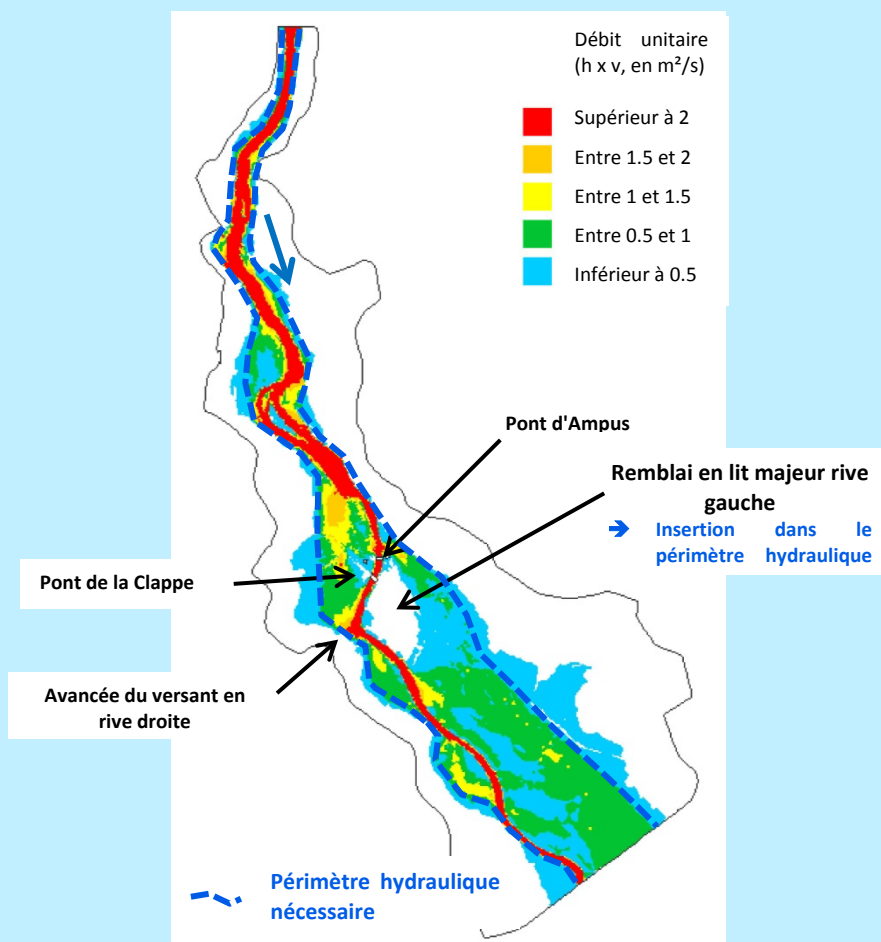 Débit unitaire
(h x v, en m²/s)
Supérieur à 2
Entre 1.5 et 2
Entre 1 et 1.5
Entre 0.5 et 1
Inférieur à 0.5
Pont d'Ampus
Remblai en lit majeur rive
gauche
➔ Insertion dans le
périmètre hydraulique
Pont de la Clappe
Avancée du versant en
rive droite
Périmètre hydraulique
nécessaire